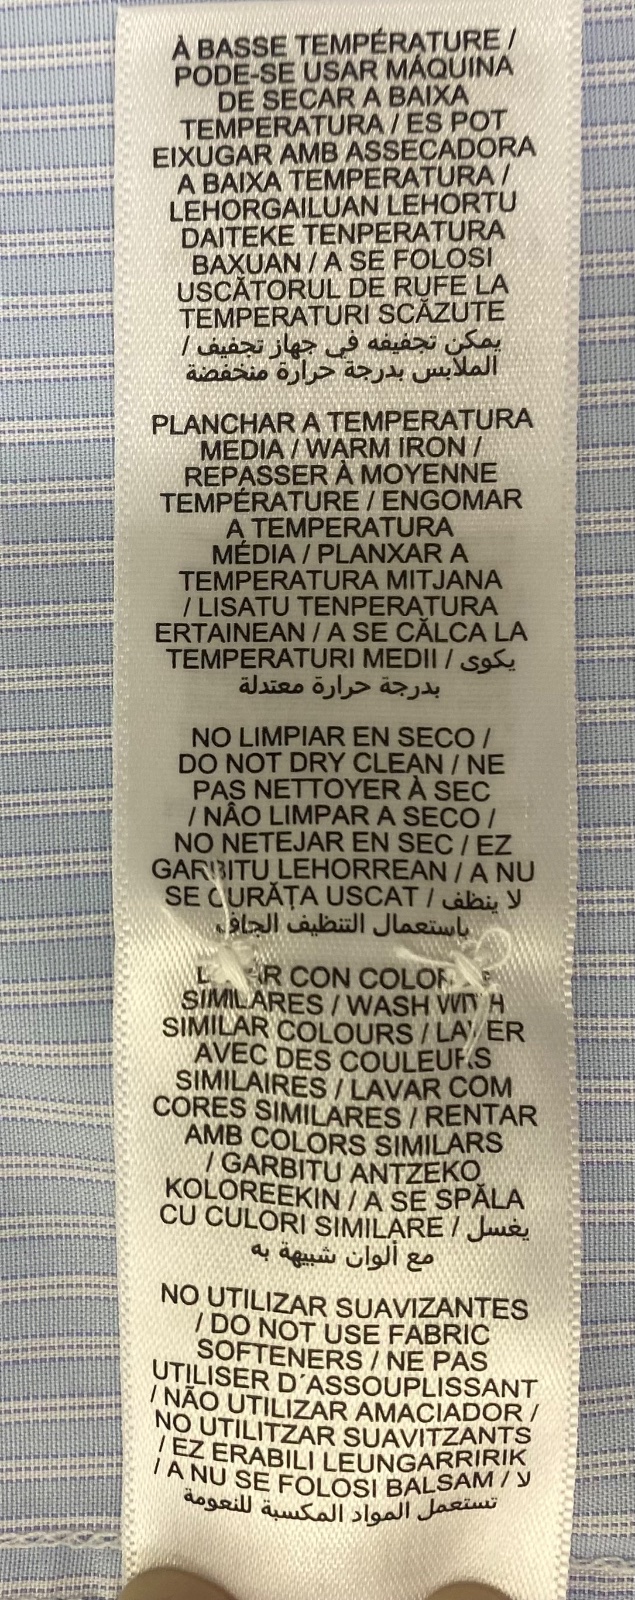 À BASSE TEMPÉRATURE /
PODE-SE USAR MÁQUINA
DE SECAR A BAIXA
TEMPERATURA / ES POT
EIXUGAR AMB ASSECADORA
A BAIXA TEMPERATURA /
LEHORGAILUAN LEHORTU
DAITEKE TENPERATURA
BAXUAN / A SE FOLOSI
USCĂTORUL DE RUFE LA
TEMPERATURI SCĂZUTE
/ يمكن تجفيفه في جهاز تجفيف
الملابس بدرجة حرارة منخفضة
PLANCHAR A TEMPERATURA
MEDIA / WARM IRON /
REPASSER À MOYENNE
TEMPÉRATURE / ENGOMAR
A TEMPERATURA
MÉDIA / PLANXAR A
TEMPERATURA MITJANA
/ LISATU TENPERATURA
ERTAINEAN / A SE CĂLCA LA
TEMPERATURI MEDII / يكوى
بدرجة حرارة معتدلة
NO LIMPIAR EN SECO /
DO NOT DRY CLEAN / NE
PAS NETTOYER À SEC
/ NÃO LIMPAR A SECO /
NO NETEJAR EN SEC / EZ
GARBITU LEHORREAN / A NU
SE CURĂȚA USCAT / لا ينظف
باستعمال التنظيف الجاف
CON
SIMILARES / WASH WITH
SIMILAR COLOURS / LAVER
AVEC DES COULEURS
SIMILAIRES / LAVAR COM
CORES SIMILARES / RENTAR
AMB COLORS SIMILARS
/ GARBITU ANTZEKO
KOLOREEKIN / A SE SPĂLA
CU CULORI SIMILARE / يغسل
مع ألوان شبيهة به
NO UTILIZAR SUAVIZANTES
/ DO NOT USE FABRIC
SOFTENERS / NE PAS
UTILISER D´ASSOUPLISSANT
/ NÃO UTILIZAR AMACIADOR /
NO UTILITZAR SUAVITZANTS
/ EZ ERABILI LEUNGARRIRIK
/ A NU SE FOLOSI BALSAM / لا
تستعمل المواد المكسبة للنعومة